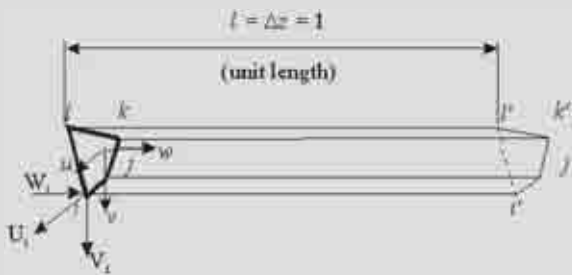 l = Δz = 1
(unit length)
l k l' k'
u j w j
W_i i v i'
U_i
V_i